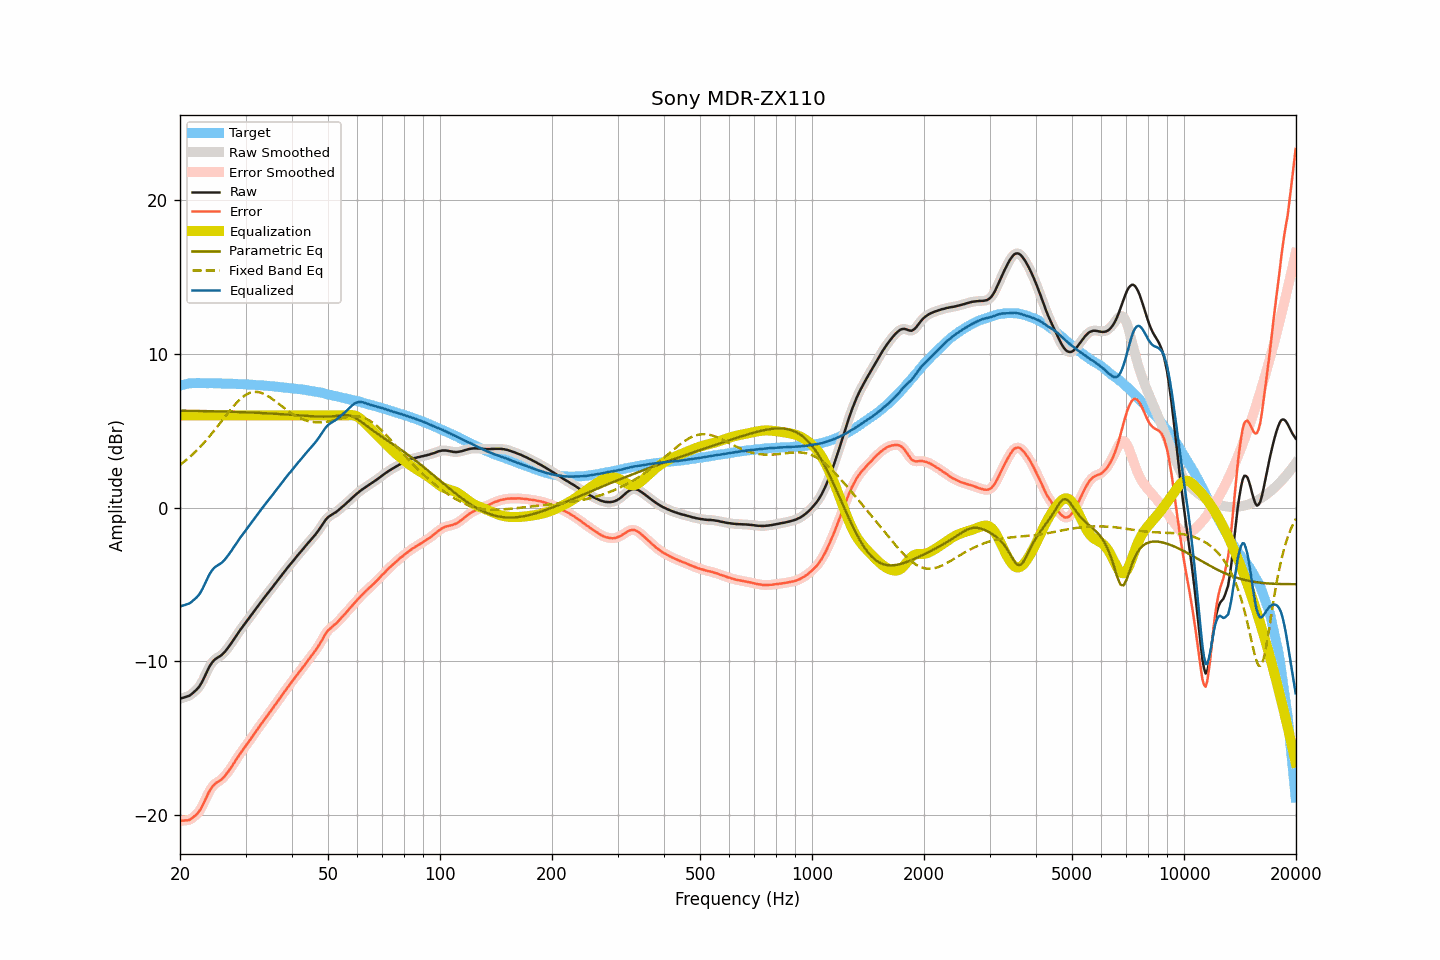 Sony MDR-ZX110
Target
Raw Smoothed
Error Smoothed
Raw
Error
Equalization
Parametric Eq
Fixed Band Eq
Equalized
Amplitude (dBr)
20
10
0
−10
−20
20 50 100 200 500 1000 2000 5000 10000 20000
Frequency (Hz)